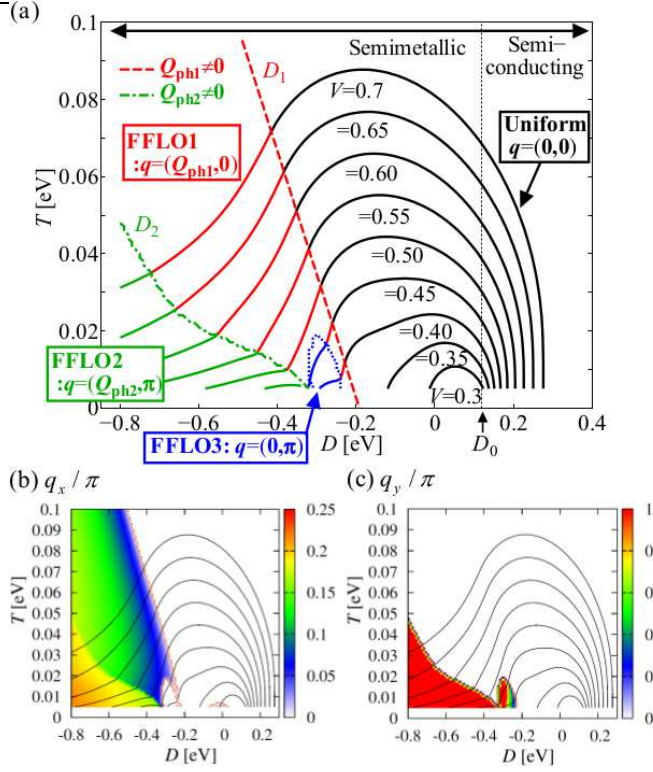 (a)
0.1
0.08
0.06
0.04
0.02
0
T [eV]
Semimetallic
Semi-
conducting
Q_ph1≠0
Q_ph2≠0
D_1
V=0.7
=0.65
=0.60
=0.55
=0.50
=0.45
=0.40
=0.35
V=0.3
Uniform
q=(0,0)
FFLO1
:q=(Q_ph1,0)
D_2
FFLO2
:q=(Q_ph2,π)
FFLO3: q=(0,π)
−0.8
−0.6
−0.4
−0.2
0
0.2
0.4
D [eV]
D_0
(b) q_x / π
0.1
0.09
0.08
0.07
0.06
0.05
0.04
0.03
0.02
0.01
0
T [eV]
-0.8
-0.6
-0.4
-0.2
0
0.2
D [eV]
0.25
0.2
0.15
0.1
0.05
0
(c) q_y / π
0.1
0.09
0.08
0.07
0.06
0.05
0.04
0.03
0.02
0.01
0
T [eV]
-0.8
-0.6
-0.4
-0.2
0
0.2
D [eV]
1
0
0
0
0
0